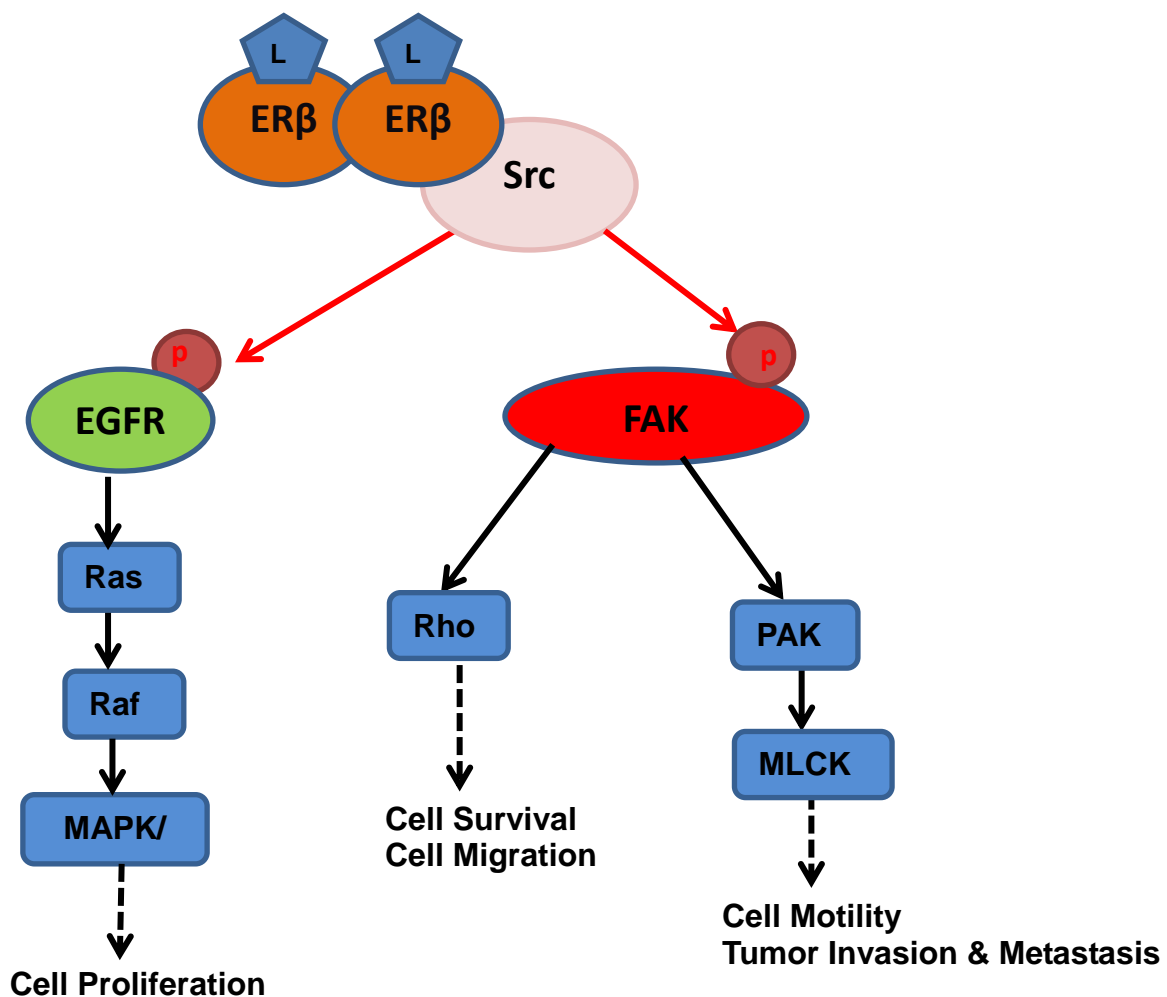 L
L
ERβ
ERβ
Src
p
p
EGFR
FAK
Ras
Rho
PAK
Raf
MLCK
MAPK/
Cell Survival
Cell Migration
Cell Motility
Tumor Invasion & Metastasis
Cell Proliferation